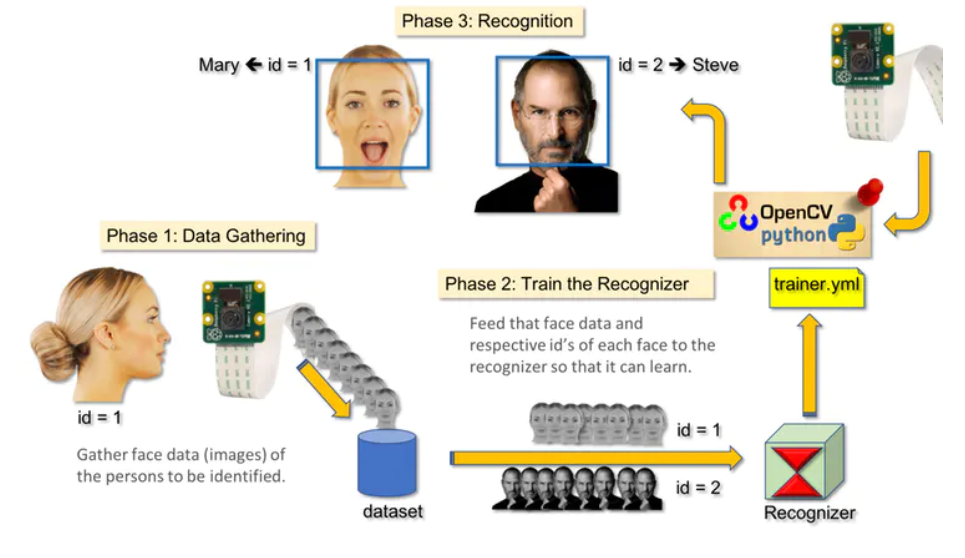 Phase 3: Recognition
Mary 🡰 id = 1
id = 2 🡲 Steve
OpenCV
python
Phase 1: Data Gathering
Phase 2: Train the Recognizer
trainer.yml
Feed that face data and
respective id's of each face to the
recognizer so that it can learn.
id = 1
Gather face data (images) of
the persons to be identified.
dataset
id = 1
id = 2
Recognizer